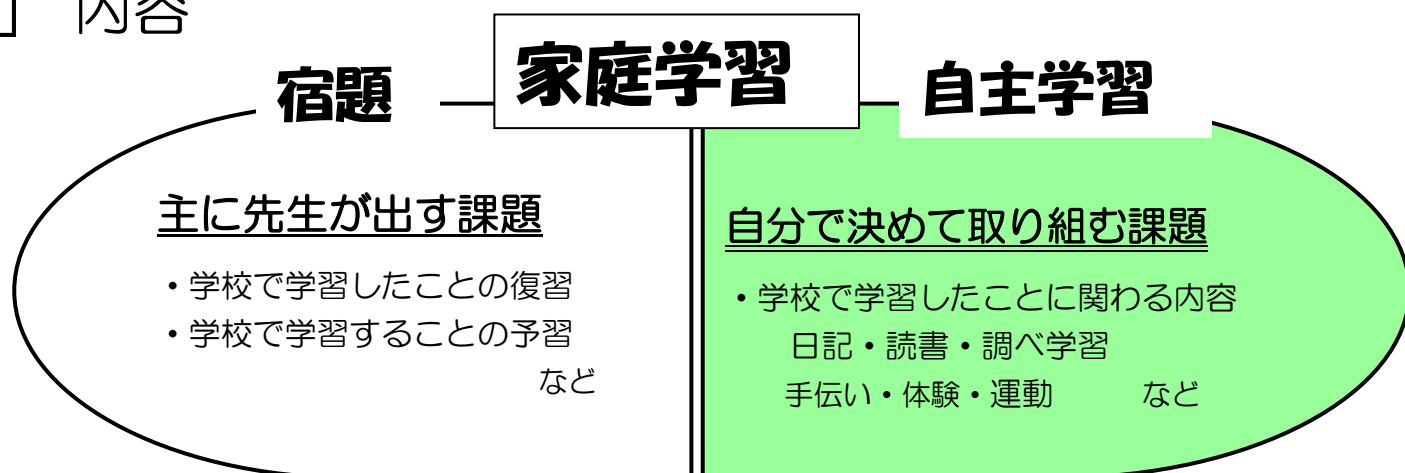 内容
家庭学習
宿題
主に先生が出す課題
・学校で学習したことの復習
・学校で学習することの予習
など
自主学習
自分で決めて取り組む課題
・学校で学習したことに関わる内容
日記・読書・調べ学習
手伝い・体験・運動 など